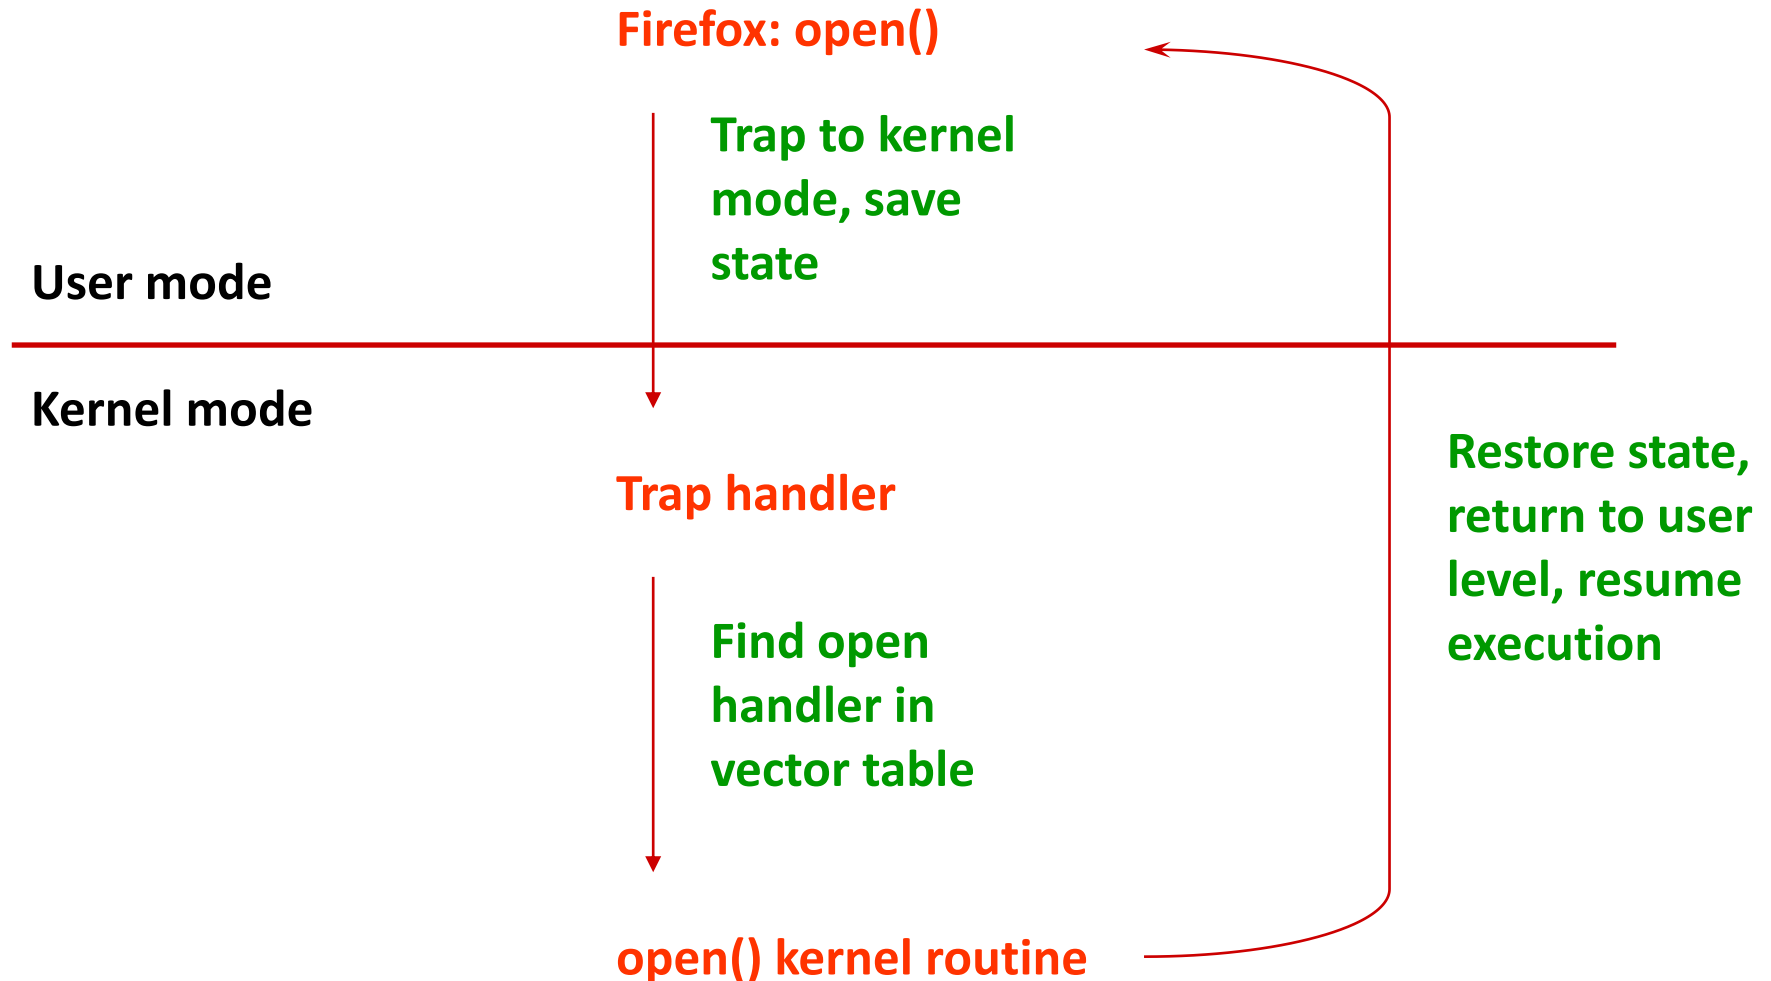 Firefox: open()
Trap to kernel
mode, save
state
User mode
Kernel mode
Trap handler
Restore state,
return to user
level, resume
execution
Find open
handler in
vector table
open() kernel routine